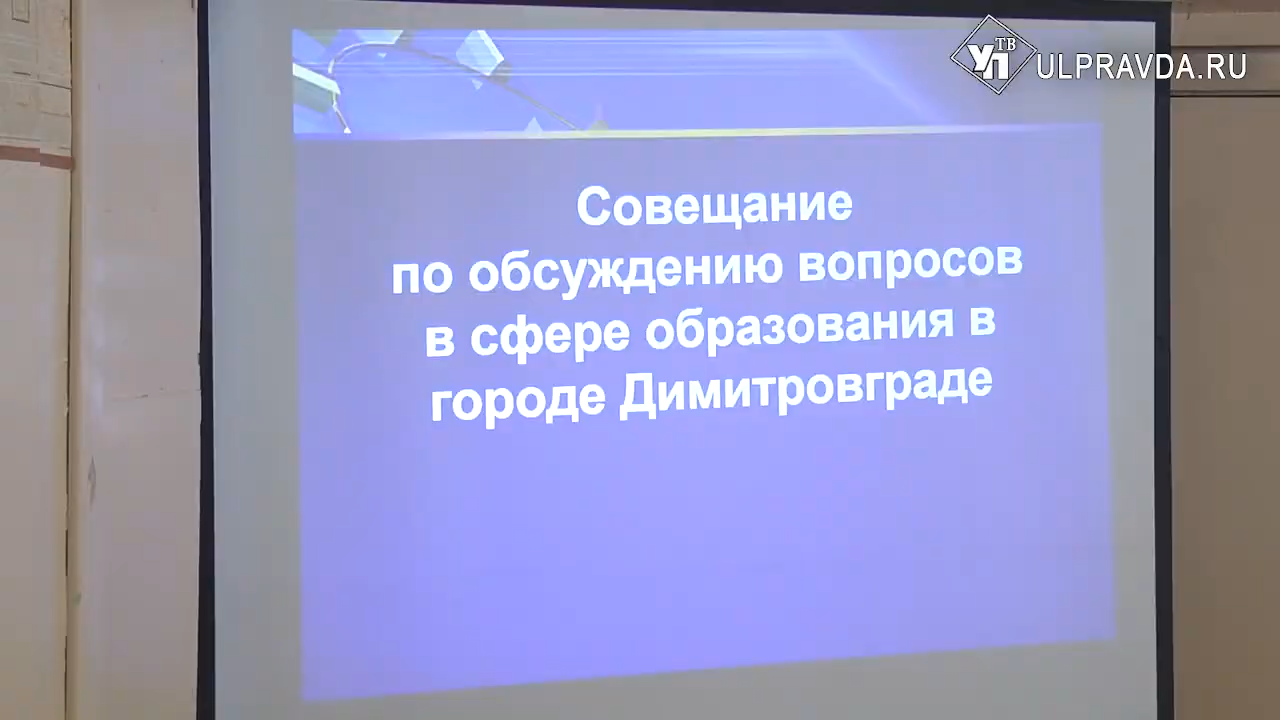 УП ТВ ULPRAVDA.RU
Совещание
по обсуждению вопросов
в сфере образования в
городе Димитровграде